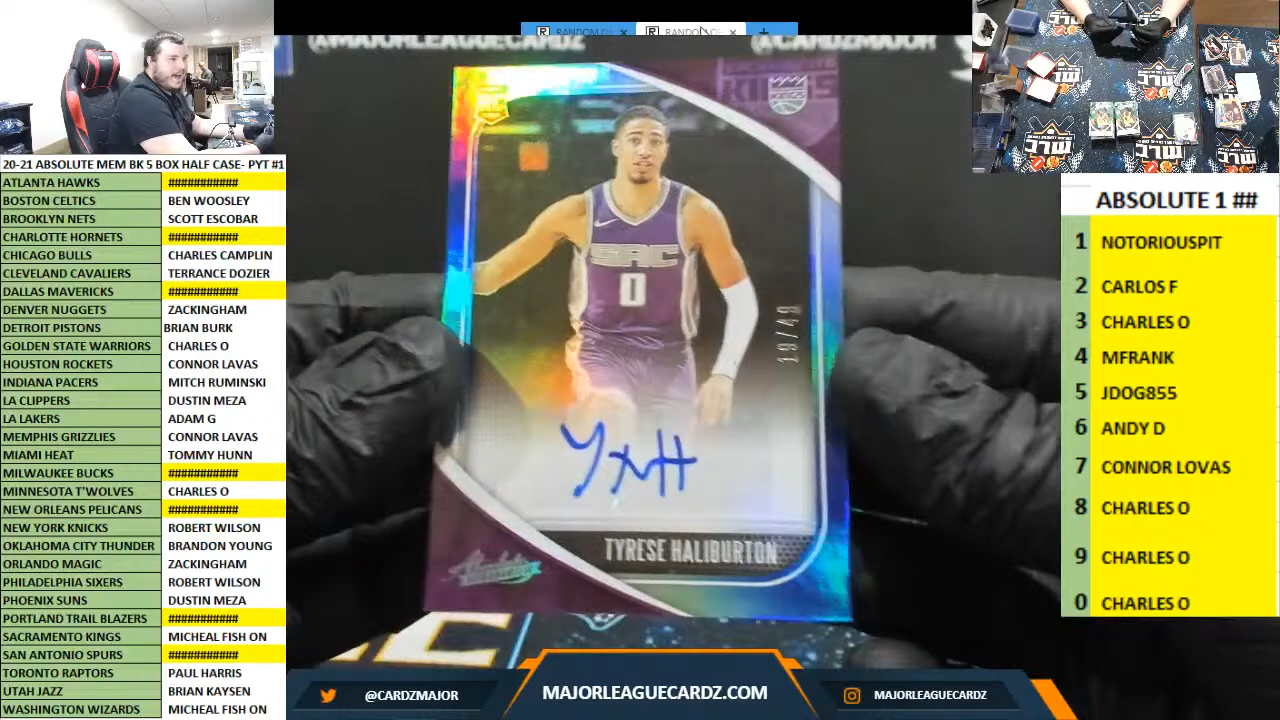 RANDOM
RANDOM
@MAJORLEAGUECARDZ
@CARDZMAJOR
20-21 ABSOLUTE MEM BK 5 BOX HALF CASE- PYT #1
ATLANTA HAWKS ###########
BOSTON CELTICS BEN WOOSLEY
BROOKLYN NETS SCOTT ESCOBAR
CHARLOTTE HORNETS ###########
CHICAGO BULLS CHARLES CAMPLIN
CLEVELAND CAVALIERS TERRANCE DOZIER
DALLAS MAVERICKS ###########
DENVER NUGGETS ZACKINGHAM
DETROIT PISTONS BRIAN BURK
GOLDEN STATE WARRIORS CHARLES O
HOUSTON ROCKETS CONNOR LAVAS
INDIANA PACERS MITCH RUMINSKI
LA CLIPPERS DUSTIN MEZA
LA LAKERS ADAM G
MEMPHIS GRIZZLIES CONNOR LAVAS
MIAMI HEAT TOMMY HUNN
MILWAUKEE BUCKS ###########
MINNESOTA T'WOLVES CHARLES O
NEW ORLEANS PELICANS ###########
NEW YORK KNICKS ROBERT WILSON
OKLAHOMA CITY THUNDER BRANDON YOUNG
ORLANDO MAGIC ZACKINGHAM
PHILADELPHIA SIXERS ROBERT WILSON
PHOENIX SUNS DUSTIN MEZA
PORTLAND TRAIL BLAZERS ###########
SACRAMENTO KINGS MICHEAL FISH ON
SAN ANTONIO SPURS ###########
TORONTO RAPTORS PAUL HARRIS
UTAH JAZZ BRIAN KAYSEN
WASHINGTON WIZARDS MICHEAL FISH ON
KINGS
SAC
0
19/49
TYRESE HALIBURTON
Absolute
ABSOLUTE 1 ##
1 NOTORIOUSPIT
2 CARLOS F
3 CHARLES O
4 MFRANK
5 JDOG855
6 ANDY D
7 CONNOR LOVAS
8 CHARLES O
9 CHARLES O
0 CHARLES O
@CARDZMAJOR
MAJORLEAGUECARDZ.COM
MAJORLEAGUECARDZ